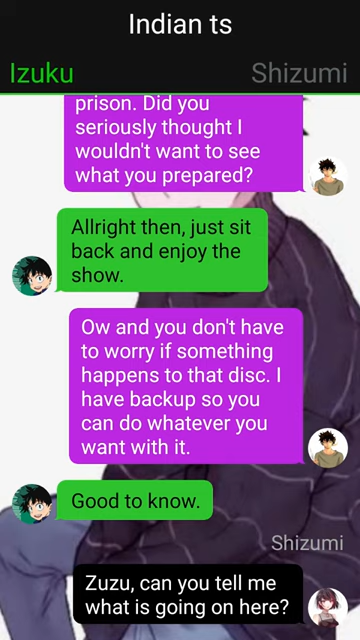 Indian ts
Izuku
Shizumi
prison. Did you
seriously thought I
wouldn't want to see
what you prepared?
Allright then, just sit
back and enjoy the
show.
Ow and you don't have
to worry if something
happens to that disc. I
have backup so you
can do whatever you
want with it.
Good to know.
Shizumi
Zuzu, can you tell me
what is going on here?